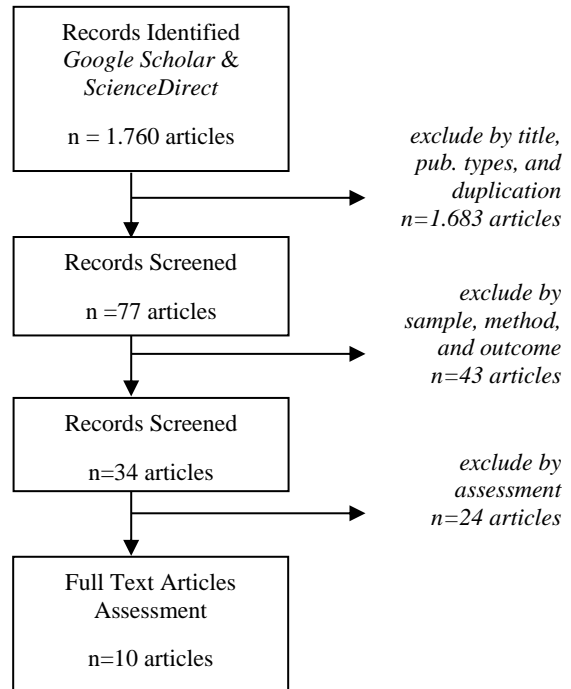 Records Identified
Google Scholar &
ScienceDirect
n = 1.760 articles
exclude by title,
pub. types, and
duplication
n=1.683 articles
Records Screened
n =77 articles
exclude by
sample, method,
and outcome
n=43 articles
Records Screened
n=34 articles
exclude by
assessment
n=24 articles
Full Text Articles
Assessment
n=10 articles